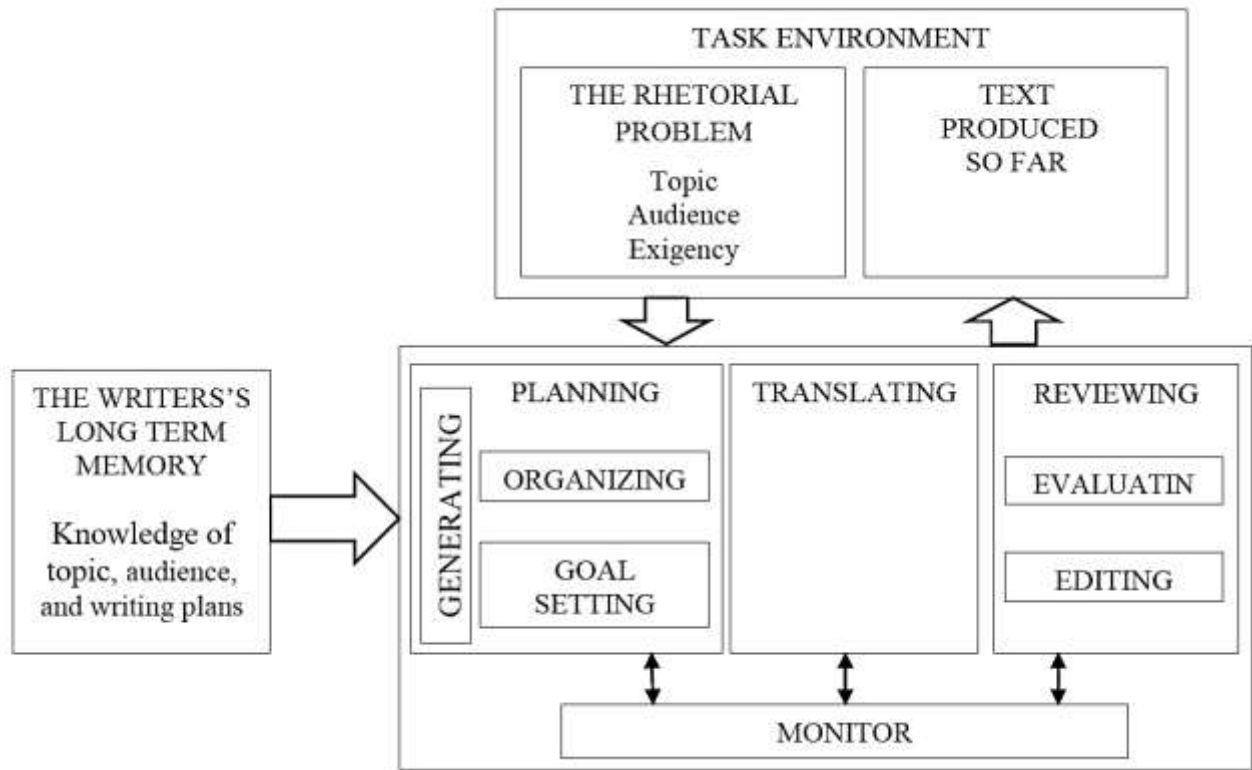 TASK ENVIRONMENT
THE RHETORIAL
PROBLEM
Topic
Audience
Exigency
TEXT
PRODUCED
SO FAR
THE WRITERS'S
LONG TERM
MEMORY
Knowledge of
topic, audience,
and writing plans
PLANNING
GENERATING
ORGANIZING
GOAL
SETTING
TRANSLATING
REVIEWING
EVALUATIN
EDITING
MONITOR